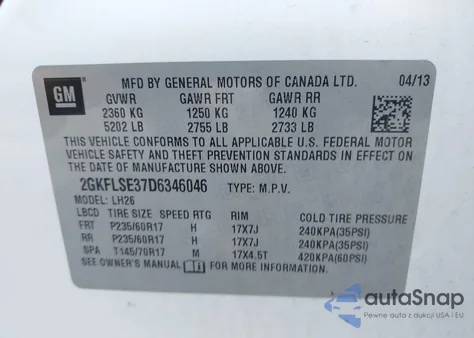 GM
MFD BY GENERAL MOTORS OF CANADA LTD. 04/13
GVWR GAWR FRT GAWR RR
2360 KG 1250 KG 1240 KG
5202 LB 2755 LB 2733 LB
THIS VEHICLE CONFORMS TO ALL APPLICABLE U.S. FEDERAL MOTOR
VEHICLE SAFETY AND THEFT PREVENTION STANDARDS IN EFFECT ON THE
DATE OF MANUFACTURE SHOWN ABOVE.
2GKFLSE37D6346046 TYPE: M.P.V.
MODEL: LH26
LBCD TIRE SIZE SPEED RTG RIM COLD TIRE PRESSURE
FRT P235/60R17 H 17X7J 240KPA(35PSI)
RR P235/60R17 H 17X7J 240KPA(35PSI)
SPA T145/70R17 M 17X4.5T 420KPA(60PSI)
SEE OWNER'S MANUAL FOR MORE INFORMATION
autoSnap
Pewne auta z akcji USA i EU